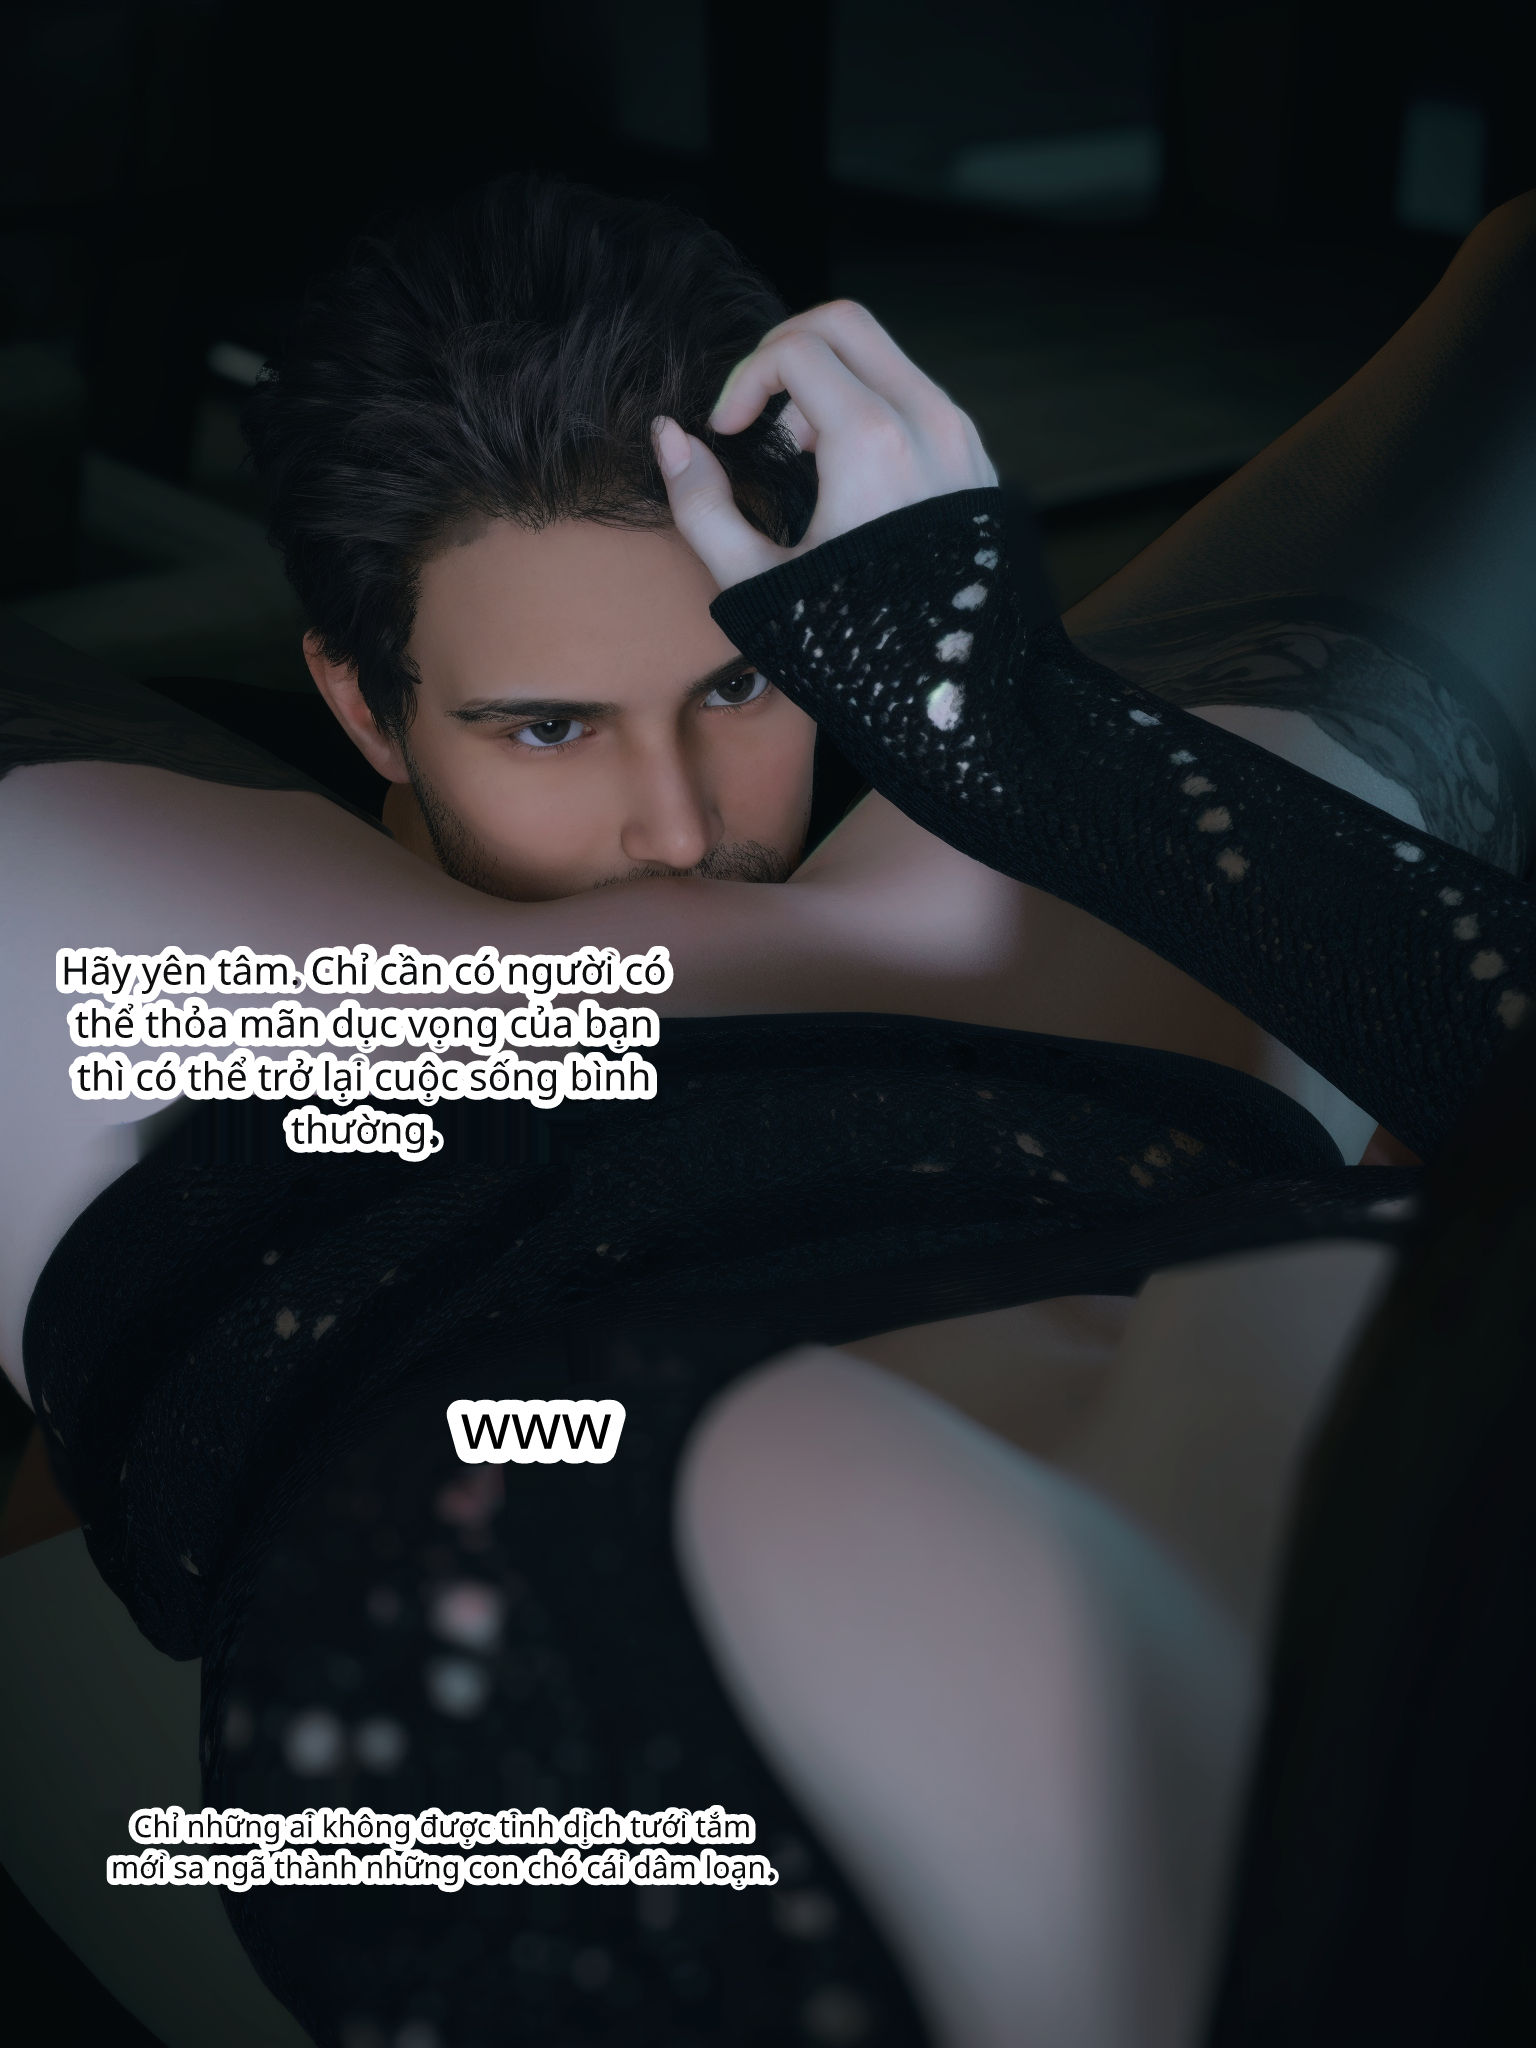 Hãy yên tâm. Chỉ cần có người có
thể thỏa mãn dục vọng của bạn
thì có thể trở lại cuộc sống bình
thường.
www
Chỉ những ai không được tinh dịch tưới tắm
mới sa ngã thành những con chó cái dâm loạn.